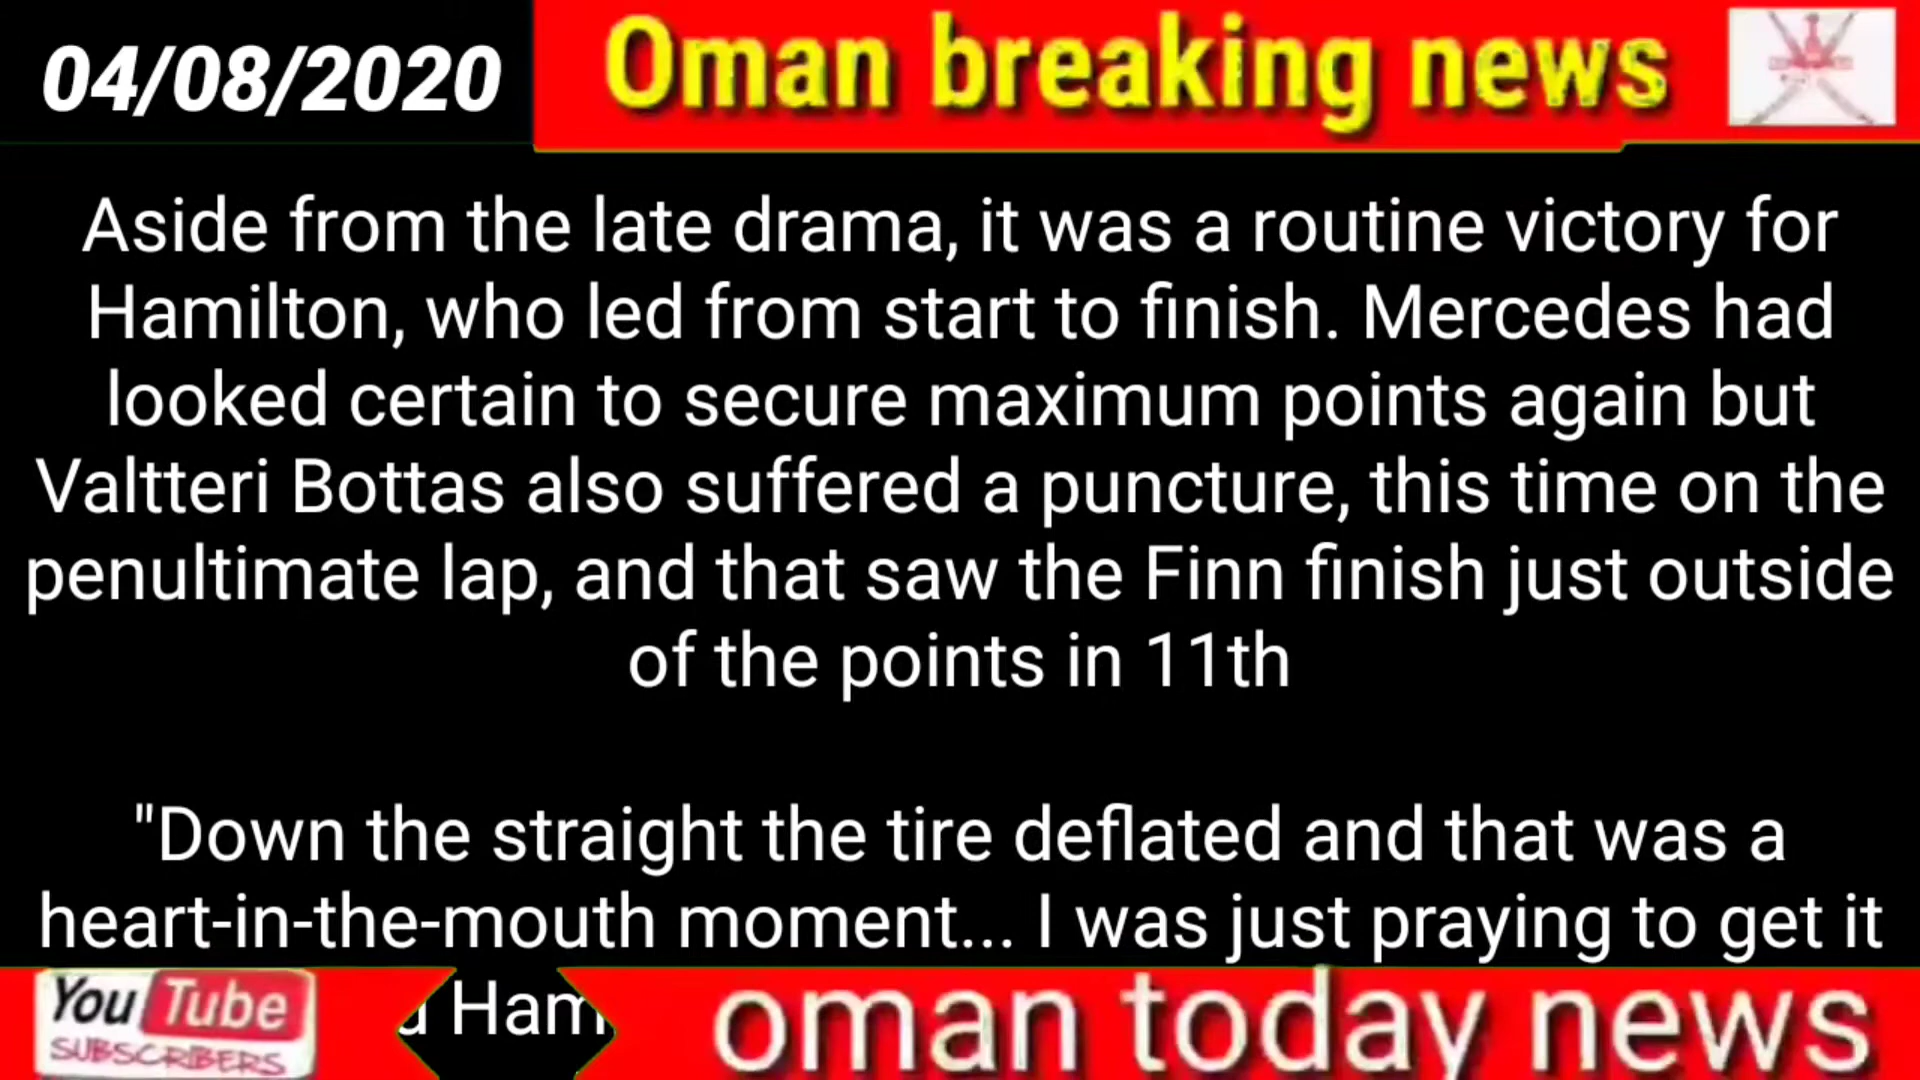 04/08/2020
Oman breaking news
Aside from the late drama, it was a routine victory for
Hamilton, who led from start to finish. Mercedes had
looked certain to secure maximum points again but
Valtteri Bottas also suffered a puncture, this time on the
penultimate lap, and that saw the Finn finish just outside
of the points in 11th
"Down the straight the tire deflated and that was a
heart-in-the-mouth moment... I was just praying to get it
Ham
You Tube
SUBSCRIBERS
oman today news